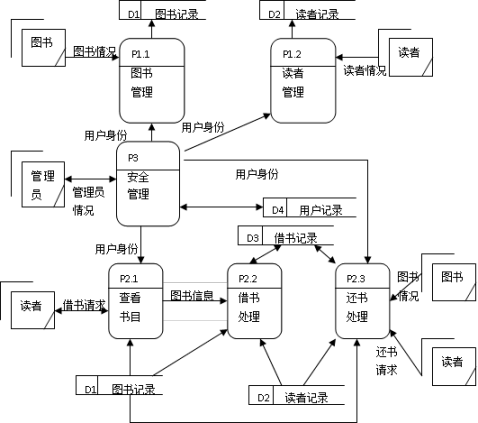 D1 图书记录
D2 读者记录
图书
图书情况
P1.1
图书
管理
P1.2
读者
管理
读者情况
读者
用户身份
用户身份
管理
员
管理员
情况
P3
安全
管理
用户身份
D4 用户记录
D3 借书记录
用户身份
读者
借书请求
P2.1
查看
书目
图书信息
P2.2
借书
处理
P2.3
还书
处理
图书
情况
图书
还书
请求
读者
D1 图书记录
D2 读者记录